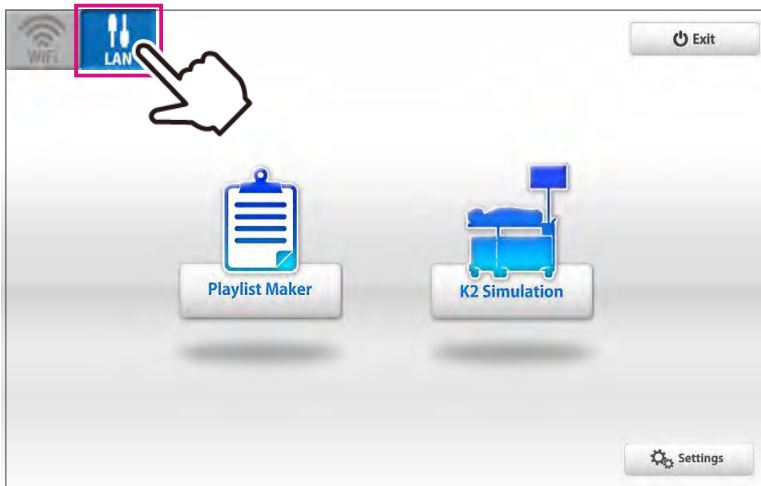 WiFi
LAN
Exit
Playlist Maker
K2 Simulation
Settings